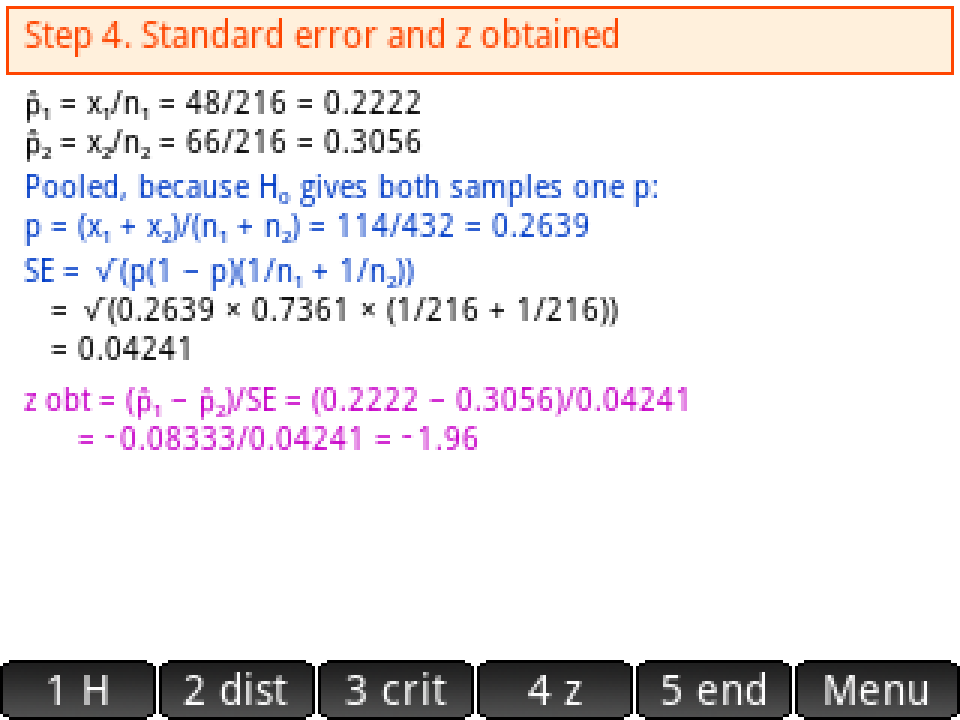 Step 4. Standard error and z obtained
p̂₁ = x₁/n₁ = 48/216 = 0.2222
p̂₂ = x₂/n₂ = 66/216 = 0.3056
Pooled, because H₀ gives both samples one p:
p = (x₁ + x₂)/(n₁ + n₂) = 114/432 = 0.2639
SE = √(p(1 − p)(1/n₁ + 1/n₂))
= √(0.2639 × 0.7361 × (1/216 + 1/216))
= 0.04241
z obt = (p̂₁ − p̂₂)/SE = (0.2222 − 0.3056)/0.04241
= ⁻0.08333/0.04241 = ⁻1.96
1 H 2 dist 3 crit 4 z 5 end Menu